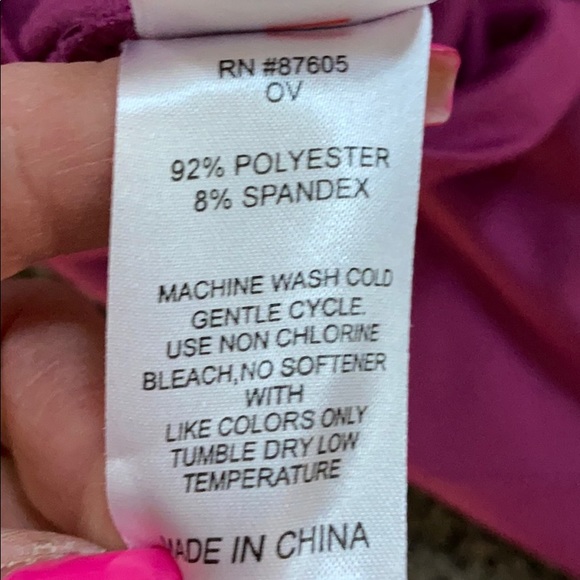 RN #87605
OV
92% POLYESTER
8% SPANDEX
MACHINE WASH COLD
GENTLE CYCLE.
USE NON CHLORINE
BLEACH,NO SOFTENER
WITH
LIKE COLORS ONLY
TUMBLE DRY LOW
TEMPERATURE
MADE IN CHINA